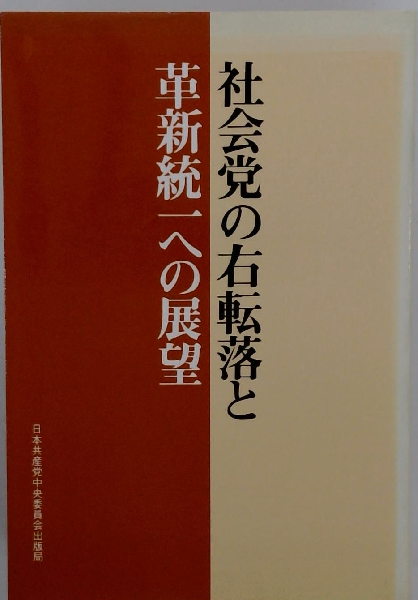 社会党の右転落と
革新統一への展望
日本共産党中央委員会出版局